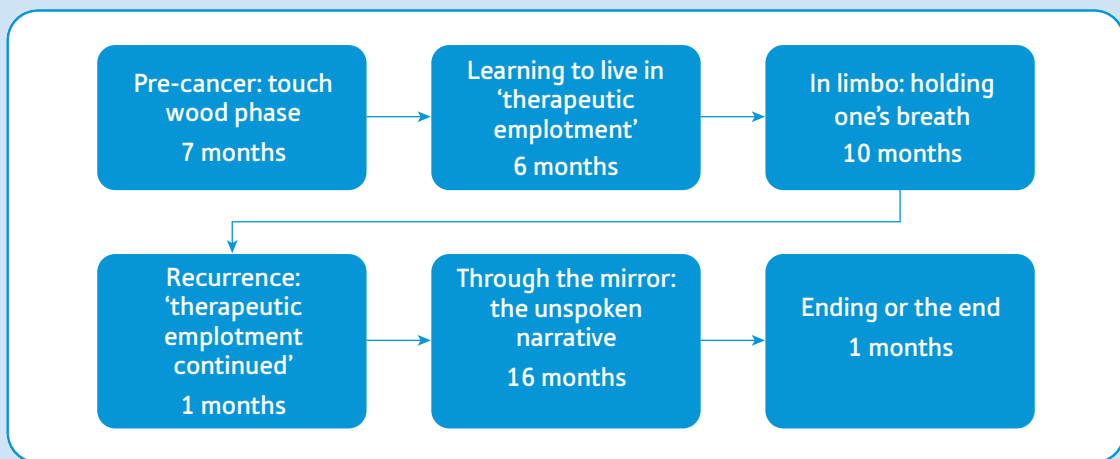 Pre-cancer: touch
wood phase
7 months
Learning to live in
‘therapeutic
emplotment’
6 months
In limbo: holding
one’s breath
10 months
Recurrence:
‘therapeutic
emplotment
continued’
1 months
Through the mirror:
the unspoken
narrative
16 months
Ending or the end
1 months